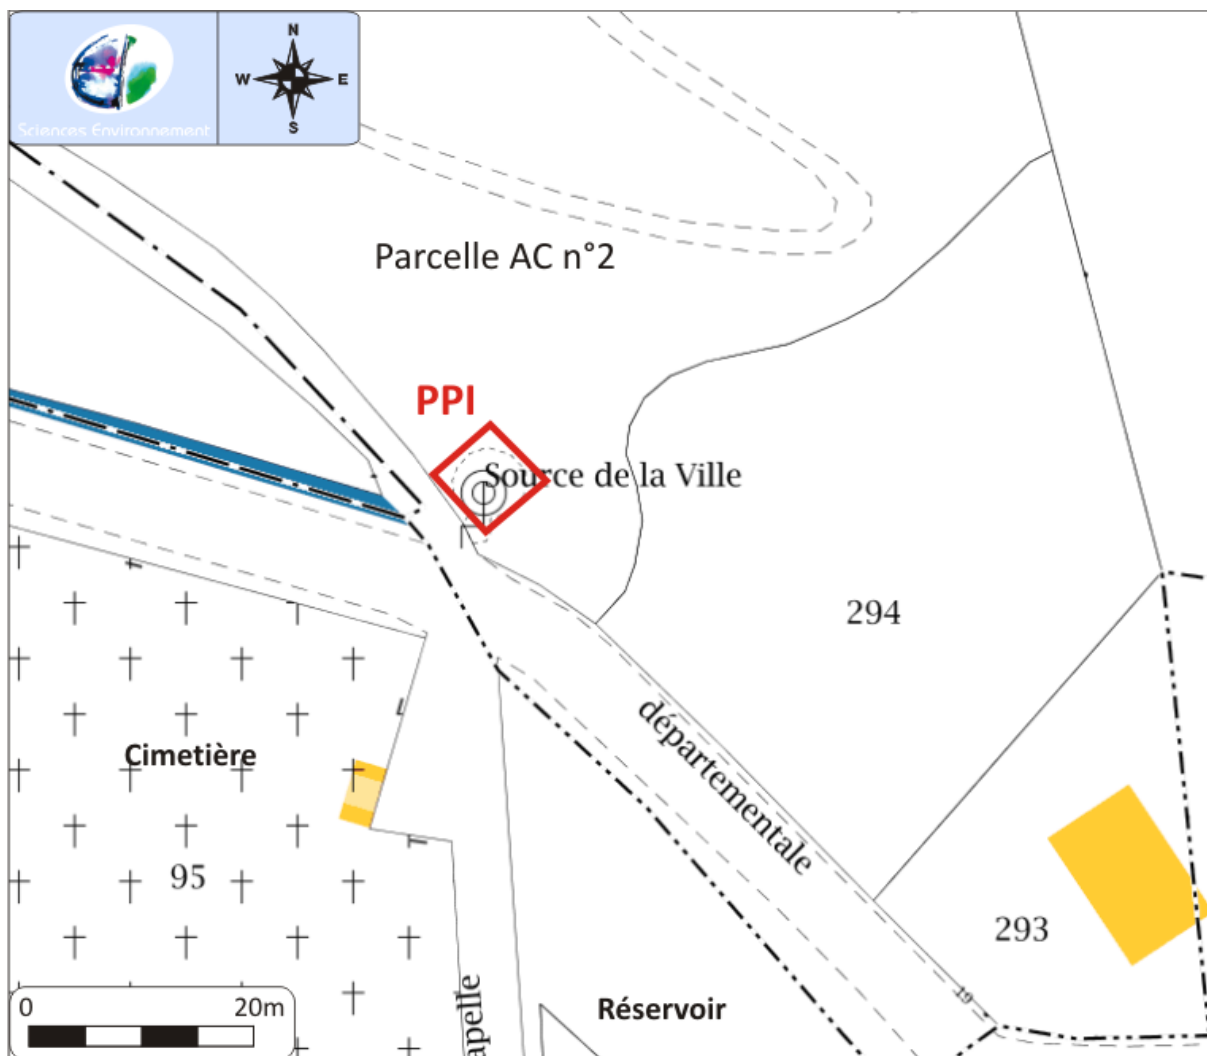 N
W E
S
Sciences Environnement
Parcelle AC n°2
PPI
Source de la Ville
294
départementale
Cimetière
95
293
19
0 20m
Réservoir
apelle